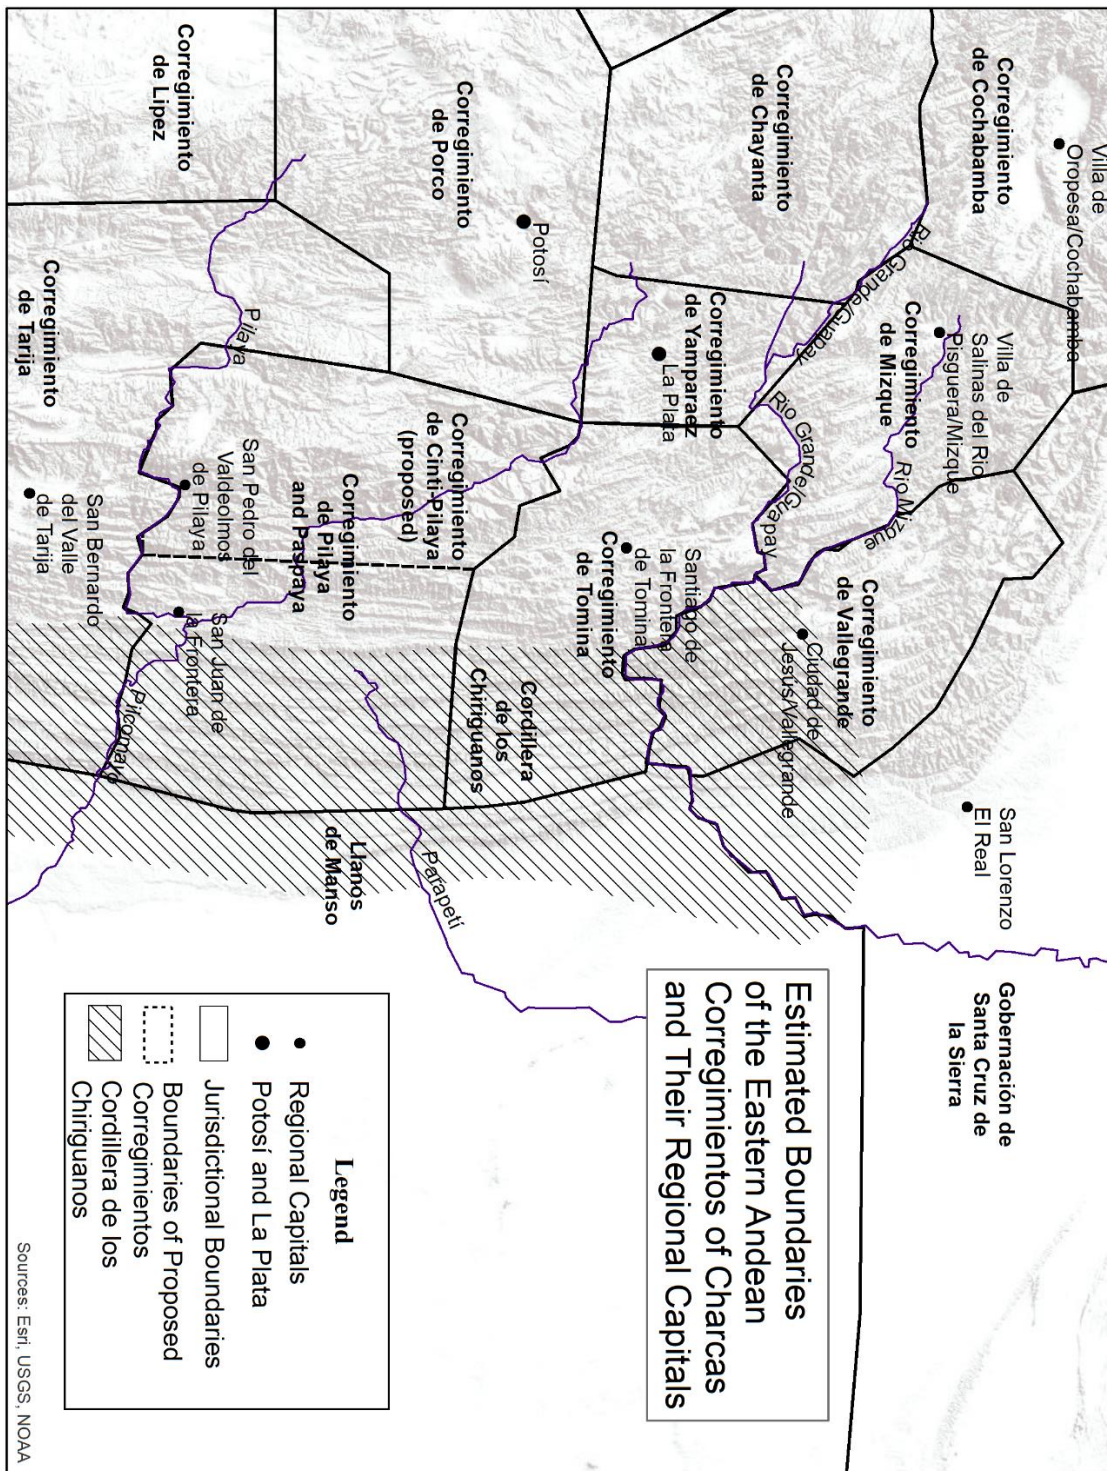 Villa de
Oropesa/Cochabamba
Corregimiento
de Cochabamba
Villa de
Salinas del Rio
Pisguera/Mizque
Corregimiento
de Mizque
Rio Mizque
Rio Grande/Guapay
Rio Grande/Guapay
Corregimiento
de Vallegrande
Ciudad de
Jesús/Vallegrande
San Lorenzo
El Real
Gobernación de
Santa Cruz de
la Sierra
Corregimiento
de Chayanta
Corregimiento
de Yamparaez
La Plata
Santiago de
la Frontera
de Tomina
Corregimiento
de Tomina
Estimated Boundaries
of the Eastern Andean
Corregimientos of Charcas
and Their Regional Capitals
Corregimiento
de Porco
Potosí
Corregimiento
de Cinti-Pilaya
(proposed)
Cordillera
de los
Chiriguanos
Parapetí
Corregimiento
de Pilaya
and Paspaya
Llanos
de Manso
Corregimiento
de Lipez
Pilaya
San Pedro del
Valdeolmos
de Pilaya
San Juan de
la Frontera
Pilcomayo
Corregimiento
de Tarija
San Bernardo
del Valle
de Tarija
Legend
Regional Capitals
Potosí and La Plata
Jurisdictional Boundaries
Boundaries of Proposed
Corregimientos
Cordillera de los
Chiriguanos
Sources: Esri, USGS, NOAA